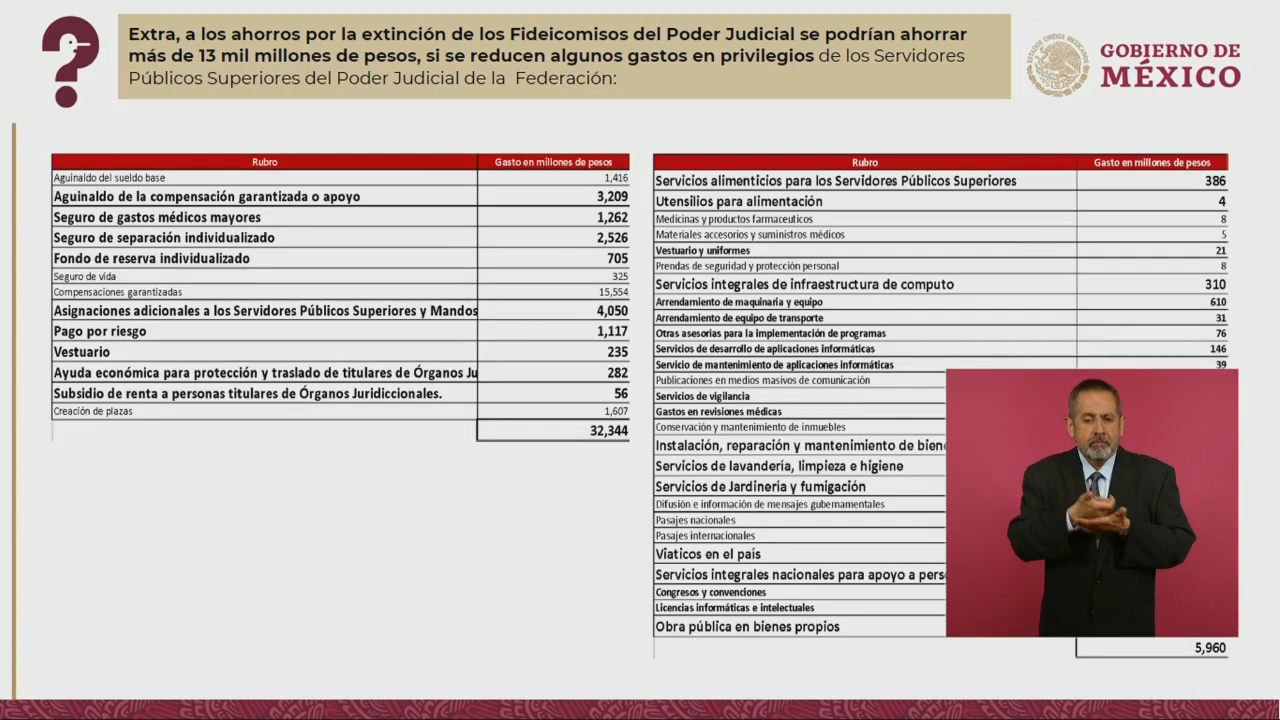 Extra, a los ahorros por la extinción de los Fideicomisos del Poder Judicial se podrían ahorrar
más de 13 mil millones de pesos, si se reducen algunos gastos en privilegios de los Servidores
Públicos Superiores del Poder Judicial de la Federación:
GOBIERNO DE
MÉXICO
Rubro Gasto en millones de pesos
Aguinaldo del sueldo base 1,416
Aguinaldo de la compensación garantizada o apoyo 3,209
Seguro de gastos médicos mayores 1,262
Seguro de separación individualizado 2,526
Fondo de reserva individualizado 705
Seguro de vida 325
Compensaciones garantizadas 15,554
Asignaciones adicionales a los Servidores Públicos Superiores y Mandos 4,050
Pago por riesgo 1,117
Vestuario 235
Ayuda económica para protección y traslado de titulares de Órganos Ju 282
Subsidio de renta a personas titulares de Órganos Juridiccionales. 56
Creación de plazas 1,607
32,344
Rubro Gasto en millones de pesos
Servicios alimenticios para los Servidores Públicos Superiores 386
Utensilios para alimentación 4
Medicinas y productos farmaceuticos 8
Materiales accesorios y suministros médicos 5
Vestuario y uniformes 21
Prendas de seguridad y protección personal 8
Servicios integrales de infraestructura de computo 310
Arrendamiento de maquinaria y equipo 610
Arrendamiento de equipo de transporte 31
Otras asesorias para la implementación de programas 76
Servicios de desarrollo de aplicaciones informáticas 146
Servicio de mantenimiento de aplicaciones informáticas 39
Publicaciones en medios masivos de comunicación
Servicios de vigilancia
Gastos en revisiones médicas
Conservación y mantenimiento de inmuebles
Instalación, reparación y mantenimiento de bien
Servicios de lavandería, limpieza e higiene
Servicios de Jardinería y fumigación
Difusión e información de mensajes gubernamentales
Pasajes nacionales
Pasajes internacionales
Viaticos en el país
Servicios integrales nacionales para apoyo a pers
Congresos y convenciones
Licencias informáticas e intelectuales
Obra pública en bienes propios
5,960